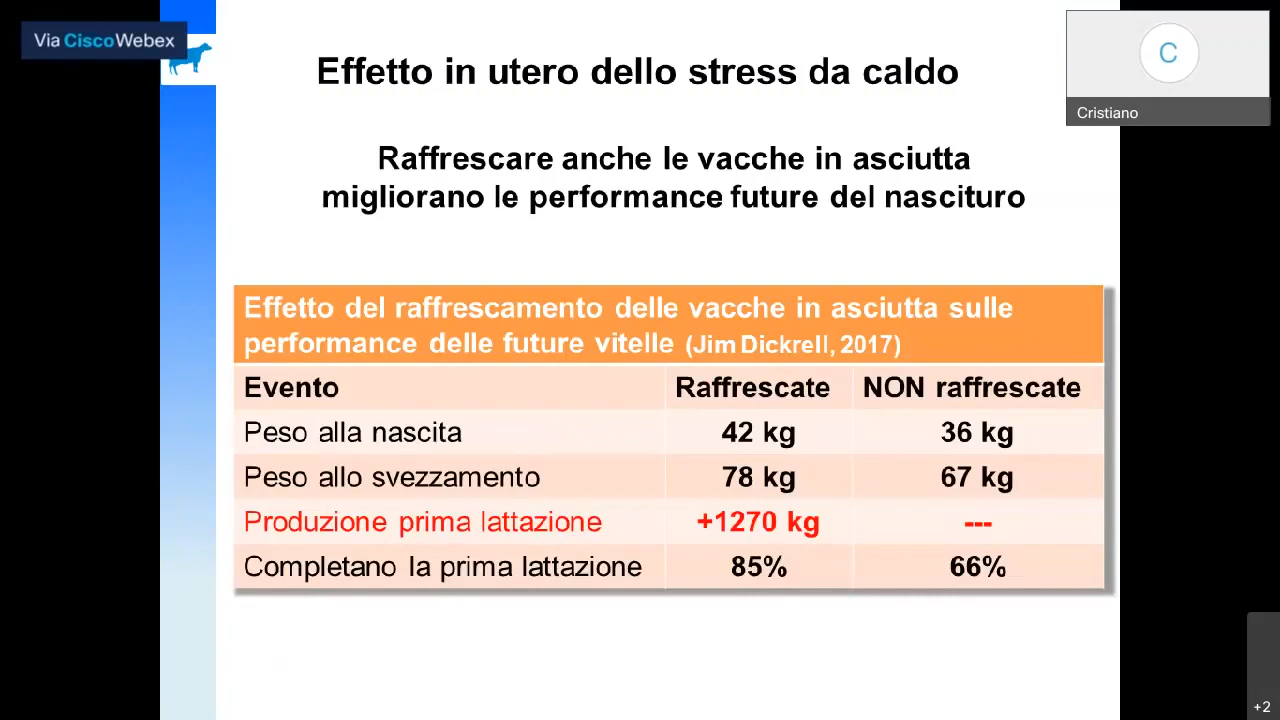 Via CiscoWebex
C
Cristiano
Effetto in utero dello stress da caldo
Raffrescare anche le vacche in asciutta
migliorano le performance future del nascituro
Effetto del raffrescamento delle vacche in asciutta sulle
performance delle future vitelle (Jim Dickrell, 2017)
Evento Raffrescate NON raffrescate
Peso alla nascita 42 kg 36 kg
Peso allo svezzamento 78 kg 67 kg
Produzione prima lattazione +1270 kg ---
Completano la prima lattazione 85% 66%
+2